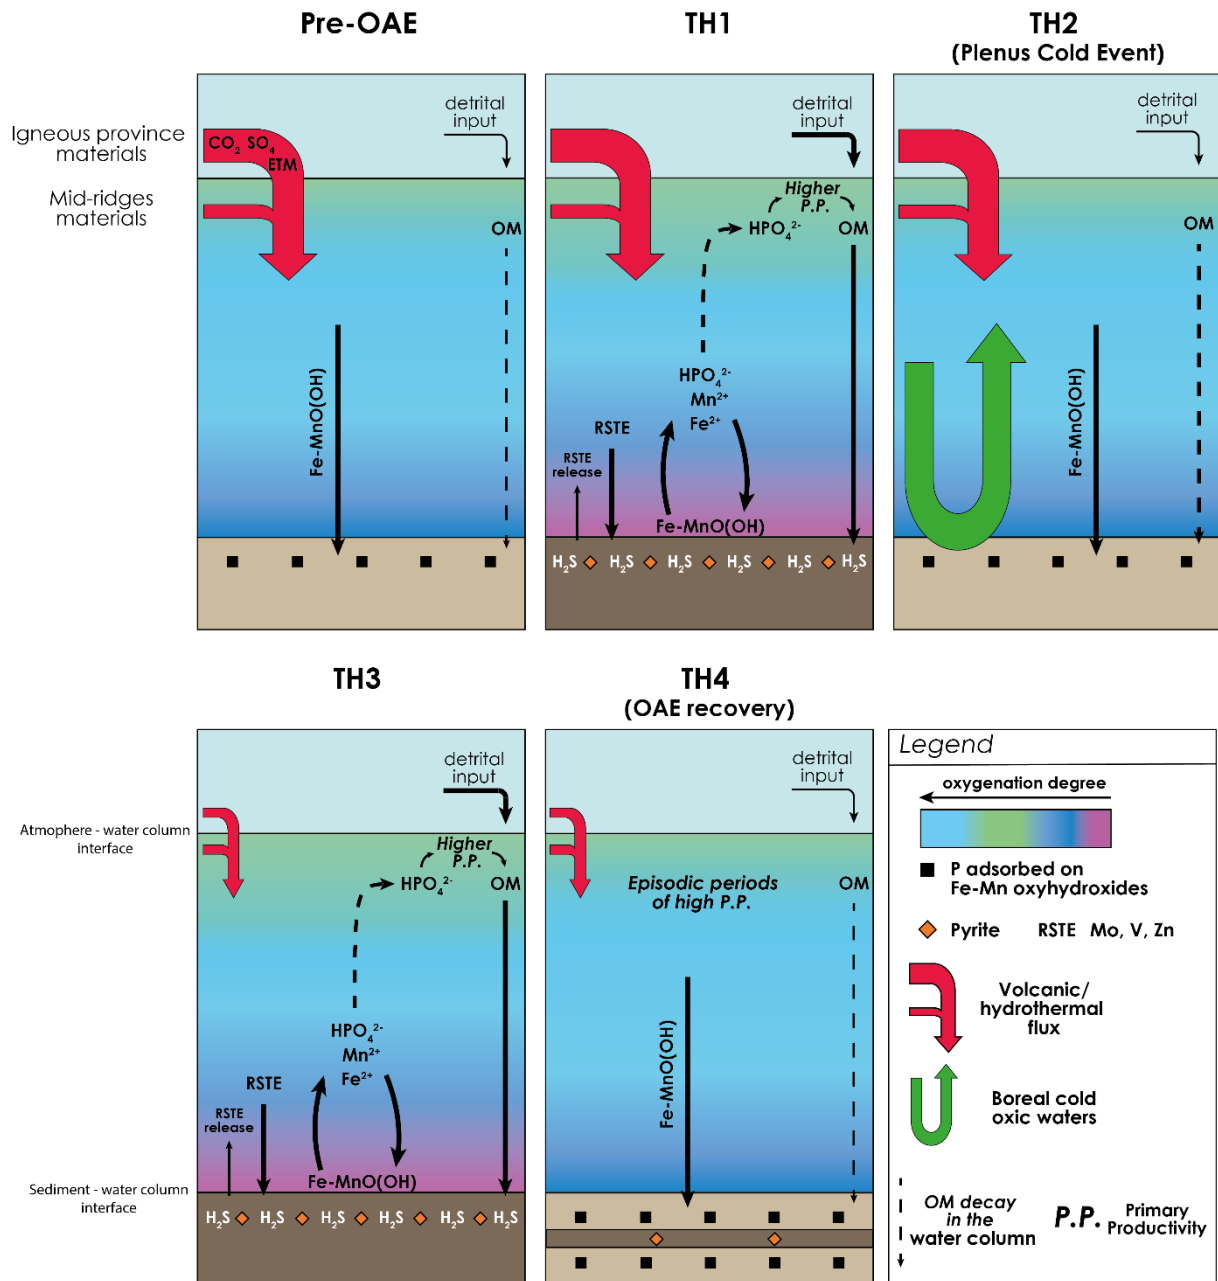 Pre-OAE
TH1
TH2
(Plenus Cold Event)
Igneous province
materials
Mid-ridges
materials
CO₂ SO₄
ETM
detrital
input
OM
Fe-MnO(OH)
detrital
input
Higher
P.P.
HPO₄²⁻
OM
HPO₄²⁻
Mn²⁺
Fe²⁺
RSTE
RSTE
release
Fe-MnO(OH)
H₂S H₂S H₂S H₂S H₂S H₂S
detrital
input
OM
Fe-MnO(OH)
TH3
TH4
(OAE recovery)
Atmophere - water column
interface
Sediment - water column
interface
detrital
input
Higher
P.P.
HPO₄²⁻
OM
HPO₄²⁻
Mn²⁺
Fe²⁺
RSTE
RSTE
release
Fe-MnO(OH)
H₂S H₂S H₂S H₂S H₂S H₂S
detrital
input
Episodic periods
of high P.P.
OM
Fe-MnO(OH)
Legend
oxygenation degree
P adsorbed on
Fe-Mn oxyhydroxides
Pyrite
RSTE Mo, V, Zn
Volcanic/
hydrothermal
flux
Boreal cold
oxic waters
OM decay
in the
water column
P.P. Primary
Productivity